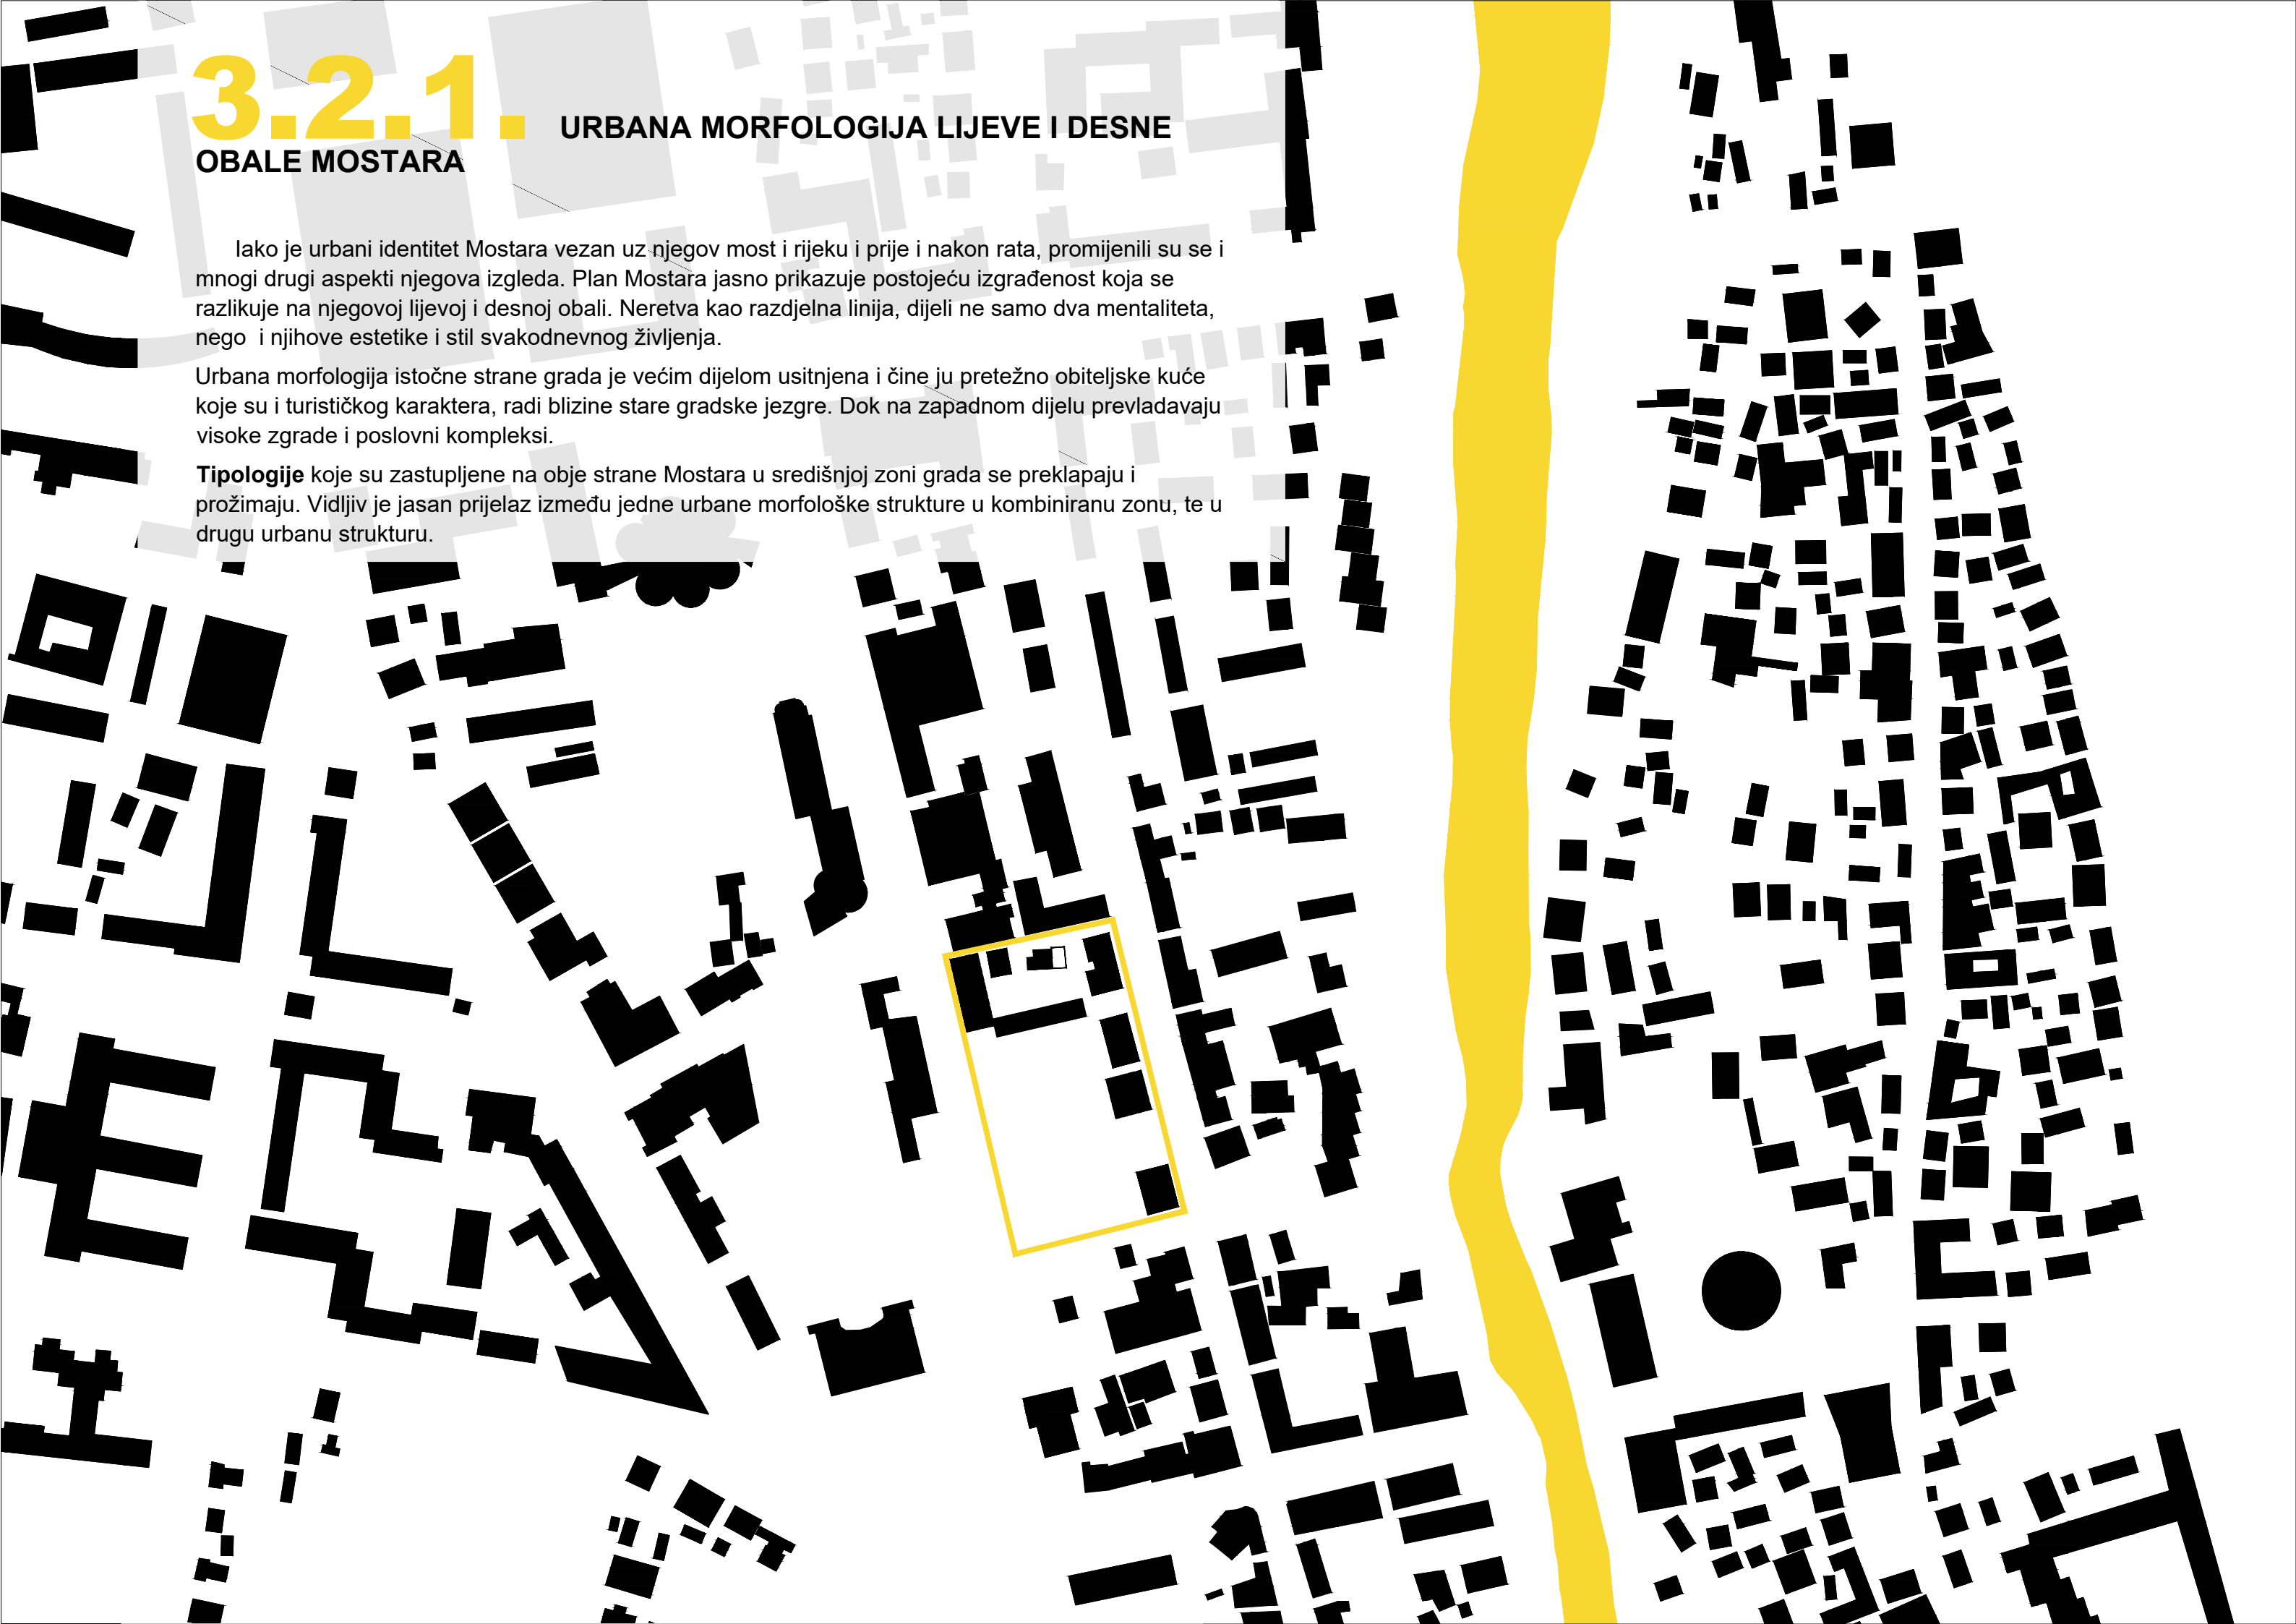 3.2.1. URBANA MORFOLOGIJA LIJEVE I DESNE
OBALE MOSTARA
Iako je urbani identitet Mostara vezan uz njegov most i rijeku i prije i nakon rata, promijenili su se i
mnogi drugi aspekti njegova izgleda. Plan Mostara jasno prikazuje postojeću izgrađenost koja se
razlikuje na njegovoj lijevoj i desnoj obali. Neretva kao razdjelna linija, dijeli ne samo dva mentaliteta,
nego  i njihove estetike i stil svakodnevnog življenja.
Urbana morfologija istočne strane grada je većim dijelom usitnjena i čine ju pretežno obiteljske kuće
koje su i turističkog karaktera, radi blizine stare gradske jezgre. Dok na zapadnom dijelu prevladavaju
visoke zgrade i poslovni kompleksi.
Tipologije koje su zastupljene na obje strane Mostara u središnjoj zoni grada se preklapaju i
prožimaju. Vidljiv je jasan prijelaz između jedne urbane morfološke strukture u kombiniranu zonu, te u
drugu urbanu strukturu.